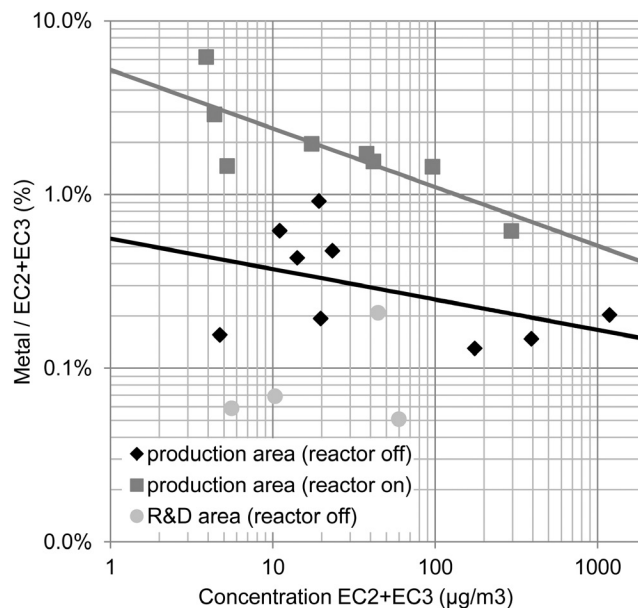 10.0%
1.0%
0.1%
0.0%
Metal / EC2+EC3 (%)
production area (reactor off)
production area (reactor on)
R&D area (reactor off)
1 10 100 1000
Concentration EC2+EC3 (µg/m3)